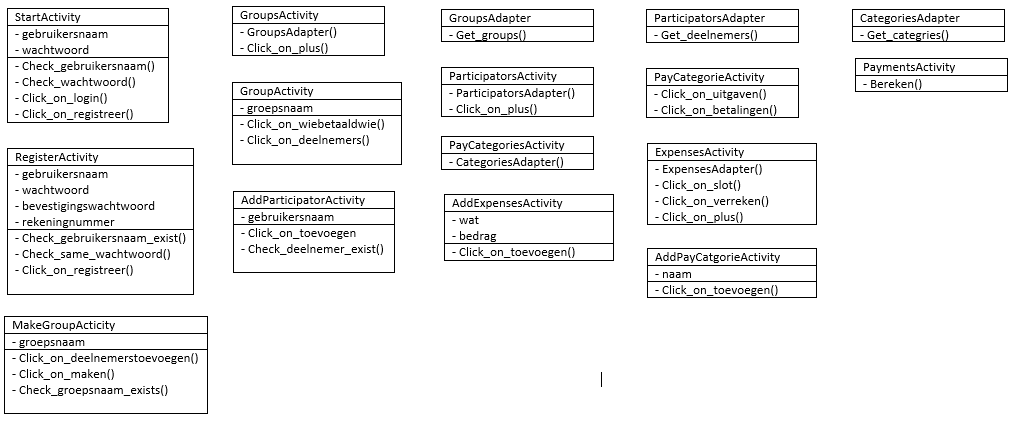 StartActivity
- gebruikersnaam
- wachtwoord
- Check_gebruikersnaam()
- Check_wachtwoord()
- Click_on_login()
- Click_on_registreer()
RegisterActivity
- gebruikersnaam
- wachtwoord
- bevestigingswachtwoord
- rekeningnummer
- Check_gebruikersnaam_exist()
- Check_same_wachtwoord()
- Click_on_registreer()
MakeGroupActicity
- groepsnaam
- Click_on_deelnemerstoevoegen()
- Click_on_maken()
- Check_groepsnaam_exists()
GroupsActivity
- GroupsAdapter()
- Click_on_plus()
GroupActivity
- groepsnaam
- Click_on_wiebetaaldwie()
- Click_on_deelnemers()
AddParticipatorActivity
- gebruikersnaam
- Click_on_toevoegen
- Check_deelnemer_exist()
GroupsAdapter
- Get_groups()
ParticipatorsActivity
- ParticipatorsAdapter()
- Click_on_plus()
PayCategoriesActivity
- CategoriesAdapter()
AddExpensesActivity
- wat
- bedrag
- Click_on_toevoegen()
ParticipatorsAdapter
- Get_deelnemers()
PayCategorieActivity
- Click_on_uitgaven()
- Click_on_betalingen()
ExpensesActivity
- ExpensesAdapter()
- Click_on_slot()
- Click_on_verreken()
- Click_on_plus()
AddPayCatgorieActivity
- naam
- Click_on_toevoegen()
CategoriesAdapter
- Get_categries()
PaymentsActivity
- Bereken()